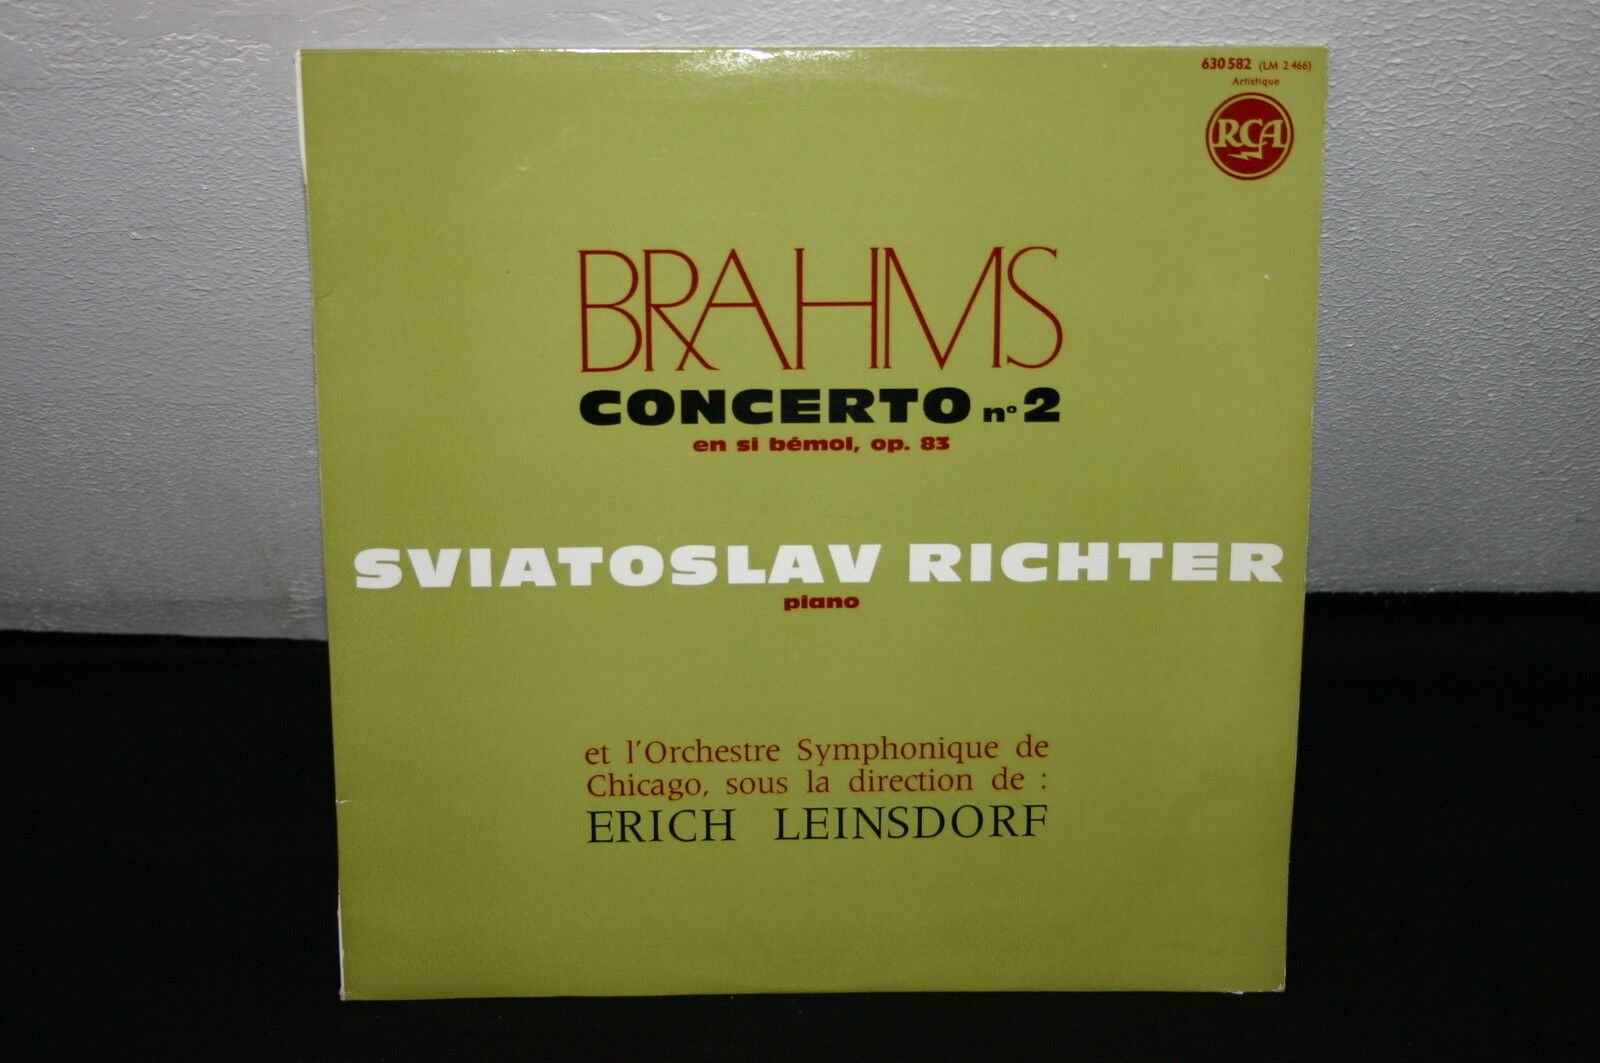 630 582 (LM 2 466)
Artistique
RCA
BRAHMS
CONCERTO nº 2
en si bémol, op. 83
SVIATOSLAV RICHTER
piano
et l'Orchestre Symphonique de
Chicago, sous la direction de :
ERICH LEINSDORF